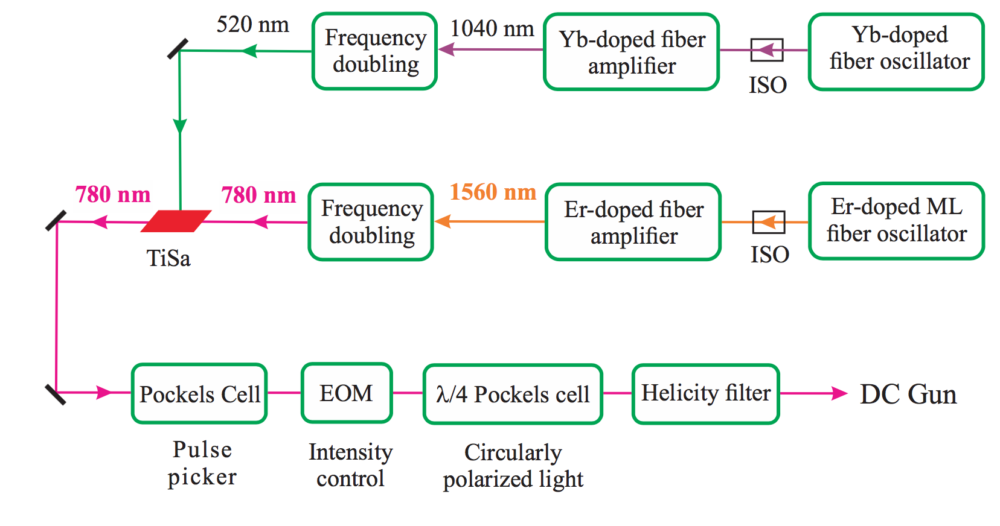 520 nm
Frequency
doubling
1040 nm
Yb-doped fiber
amplifier
ISO
Yb-doped
fiber oscillator
780 nm
TiSa
780 nm
Frequency
doubling
1560 nm
Er-doped fiber
amplifier
ISO
Er-doped ML
fiber oscillator
Pockels Cell
Pulse
picker
EOM
Intensity
control
λ/4 Pockels cell
Circularly
polarized light
Helicity filter
DC Gun